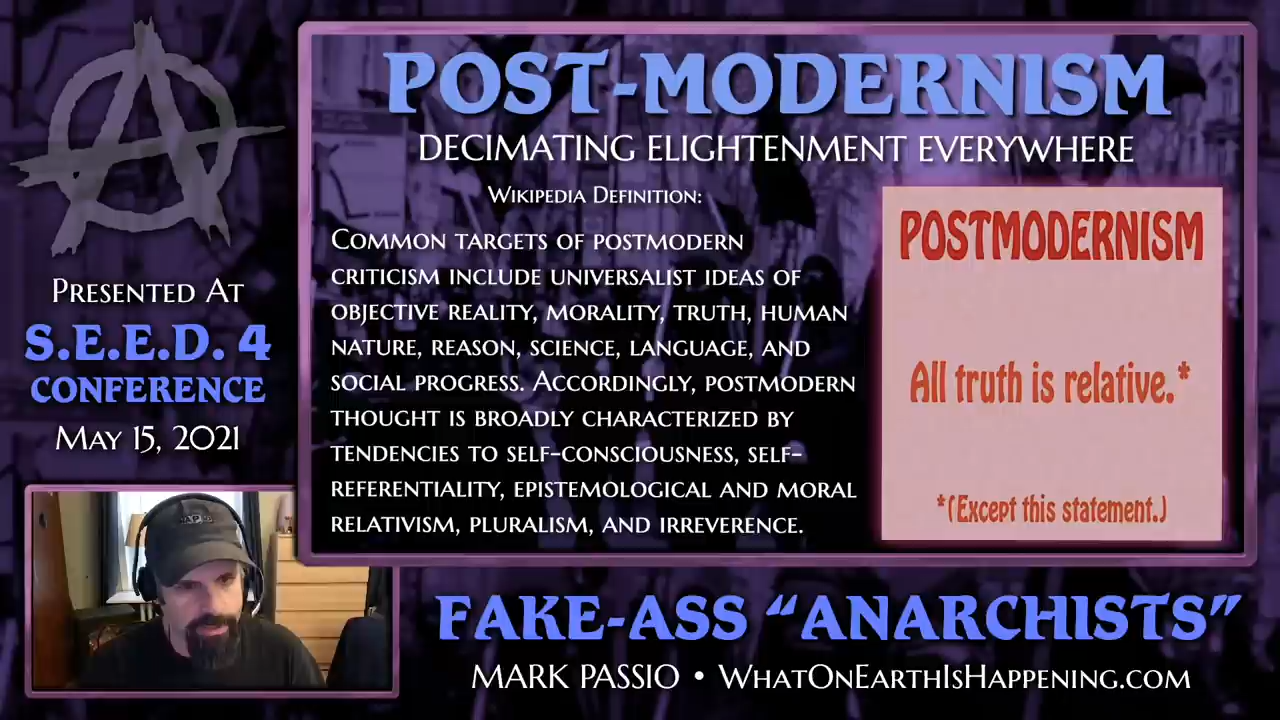 POST-MODERNISM
DECIMATING ELIGHTENMENT EVERYWHERE
WIKIPEDIA DEFINITION:
COMMON TARGETS OF POSTMODERN
CRITICISM INCLUDE UNIVERSALIST IDEAS OF
OBJECTIVE REALITY, MORALITY, TRUTH, HUMAN
NATURE, REASON, SCIENCE, LANGUAGE, AND
SOCIAL PROGRESS. ACCORDINGLY, POSTMODERN
THOUGHT IS BROADLY CHARACTERIZED BY
TENDENCIES TO SELF-CONSCIOUSNESS, SELF-
REFERENTIALITY, EPISTEMOLOGICAL AND MORAL
RELATIVISM, PLURALISM, AND IRREVERENCE.
POSTMODERNISM
All truth is relative.*
*(Except this statement.)
PRESENTED AT
S.E.E.D. 4
CONFERENCE
MAY 15, 2021
FAKE-ASS “ANARCHISTS”
MARK PASSIO • WHATONEARTHISHAPPENING.COM